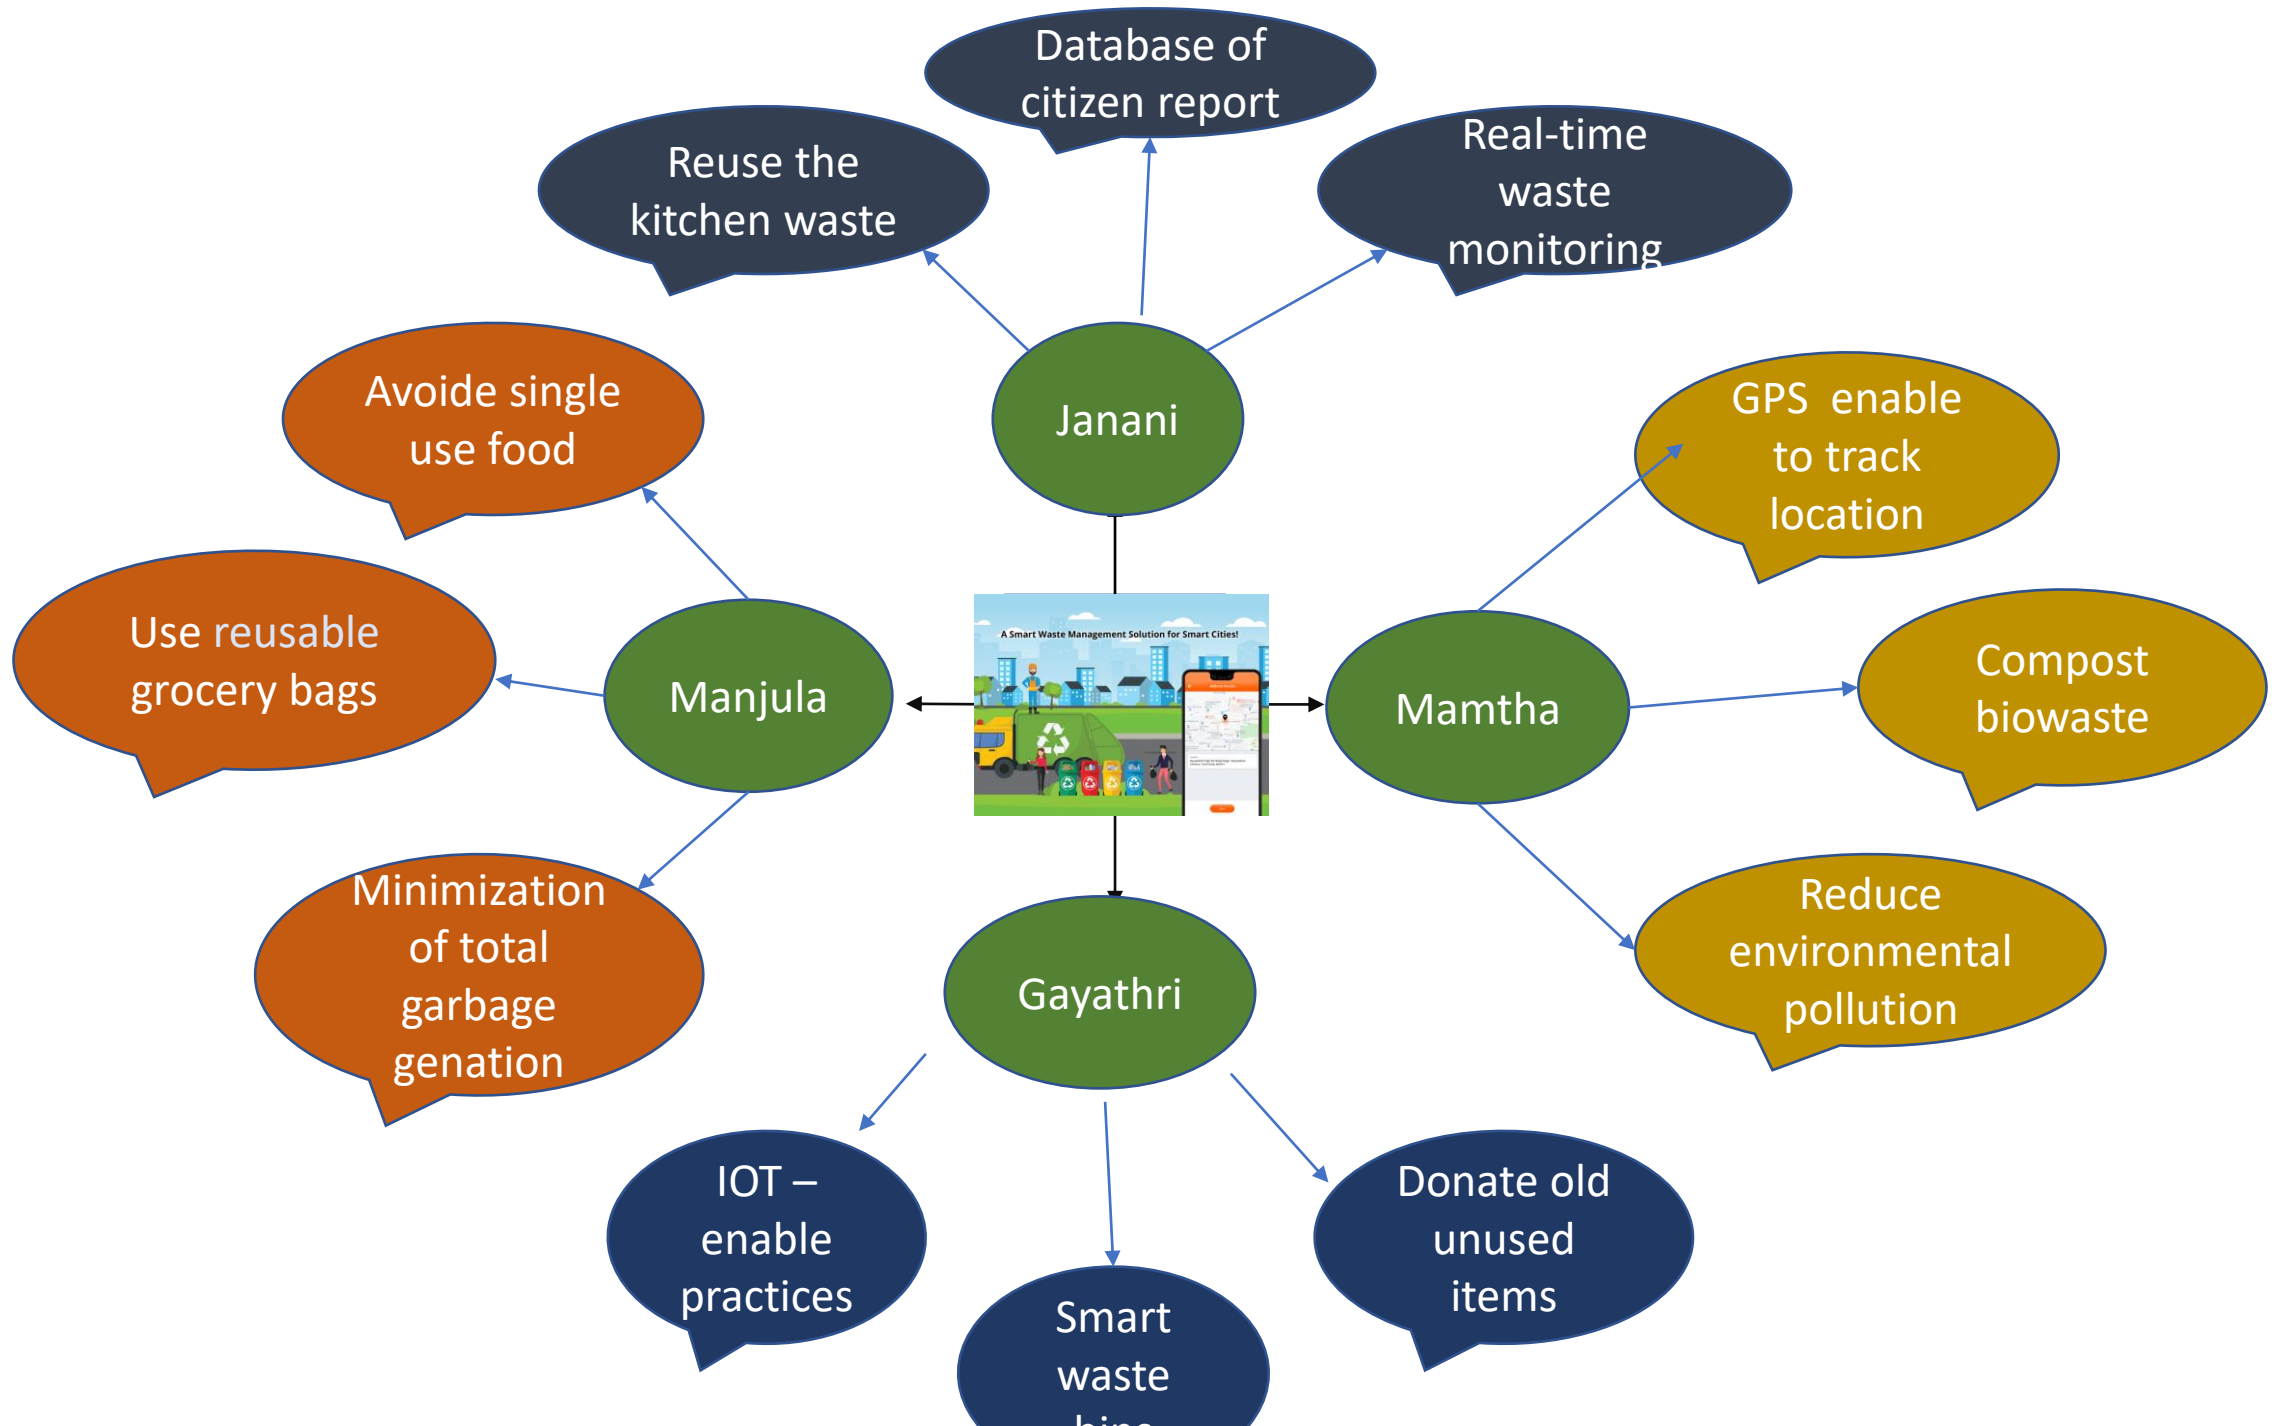 Database of
citizen report
Reuse the
kitchen waste
Real-time
waste
monitoring
Avoide single
use food
Janani
GPS enable
to track
location
Use reusable
grocery bags
A Smart Waste Management Solution for Smart Cities!
Manjula
Mamtha
Compost
biowaste
Minimization
of total
garbage
genation
Gayathri
Reduce
environmental
pollution
IOT –
enable
practices
Smart
waste
bins
Donate old
unused
items